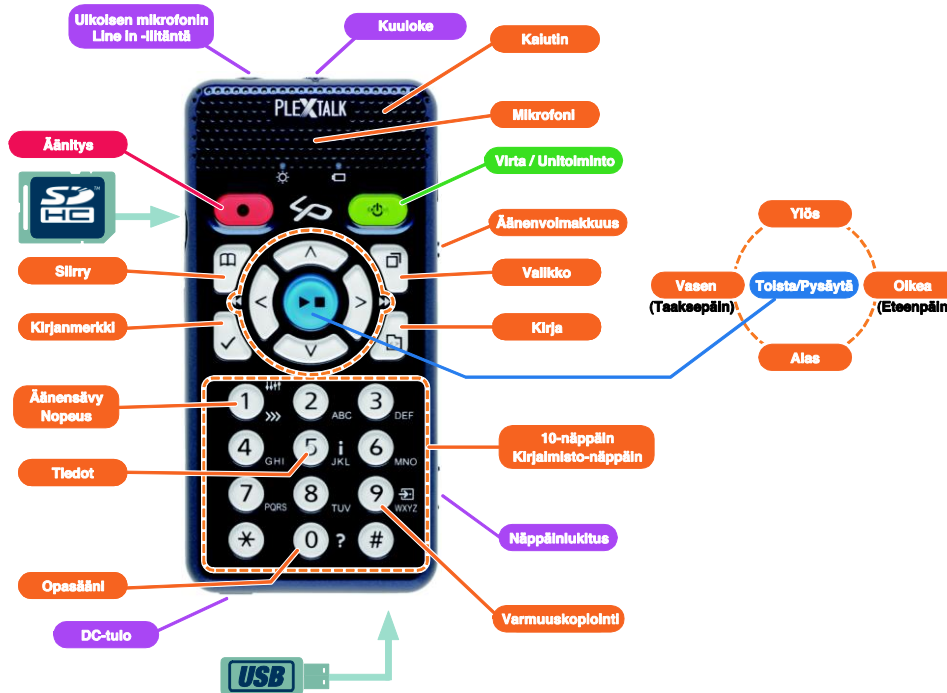 Ulkoisen mikrofonin
Line in -liitäntä
Kuuloke
Kaiutin
PLEXTALK
Mikrofoni
Äänitys
Virta / Unitoiminto
SD
HC
™
Äänenvoimakkuus
Ylös
Siirry
Valikko
Vasen
(Taaksepäin)
Toista/Pysäytä
Oikea
(Eteenpäin
Kirjanmerkki
Kirja
Alas
Äänensävy
Nopeus
1
2 ABC
3 DEF
10-näppäin
Kirjaimisto-näppäin
4 GHI
5 i JKL
6 MNO
Tiedot
7 PQRS
8 TUV
9 WXYZ
Näppäinlukitus
* 0 ? #
Opasääni
Varmuuskopiointi
DC-tulo
USB